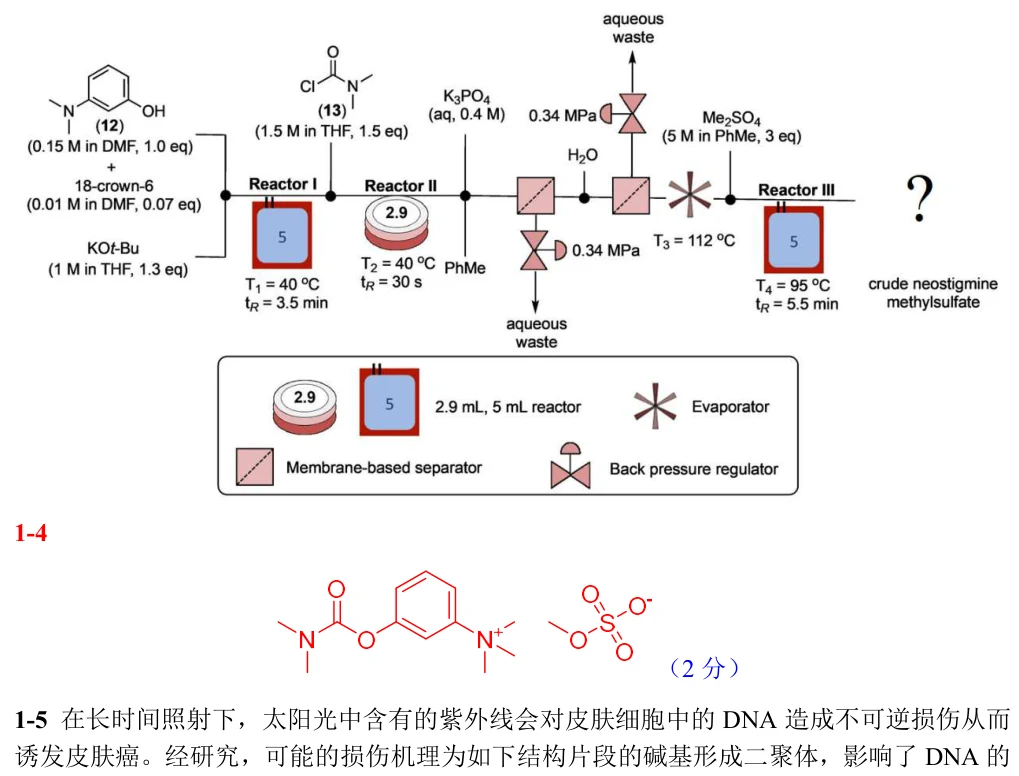 aqueous
waste
O
Cl
N
(13)
(1.5 M in THF, 1.5 eq)
K₃PO₄
(aq, 0.4 M)
0.34 MPa
Me₂SO₄
(5 M in PhMe, 3 eq)
N
OH
(12)
(0.15 M in DMF, 1.0 eq)
+
18-crown-6
(0.01 M in DMF, 0.07 eq)
KOt-Bu
(1 M in THF, 1.3 eq)
H₂O
Reactor I
Reactor II
Reactor III
5
2.9
5
?
T₁ = 40 ºC
tR = 3.5 min
T₂ = 40 ºC
tR = 30 s
PhMe
0.34 MPa
T₃ = 112 ºC
T₄ = 95 ºC
tR = 5.5 min
crude neostigmine
methylsulfate
aqueous
waste
2.9
5
2.9 mL, 5 mL reactor
Evaporator
Membrane-based separator
Back pressure regulator
1-4
O
N
O
N+
O
O-
S
O
O
（2 分）
1-5 在长时间照射下，太阳光中含有的紫外线会对皮肤细胞中的 DNA 造成不可逆损伤从而
诱发皮肤癌。经研究，可能的损伤机理为如下结构片段的碱基形成二聚体，影响了 DNA 的